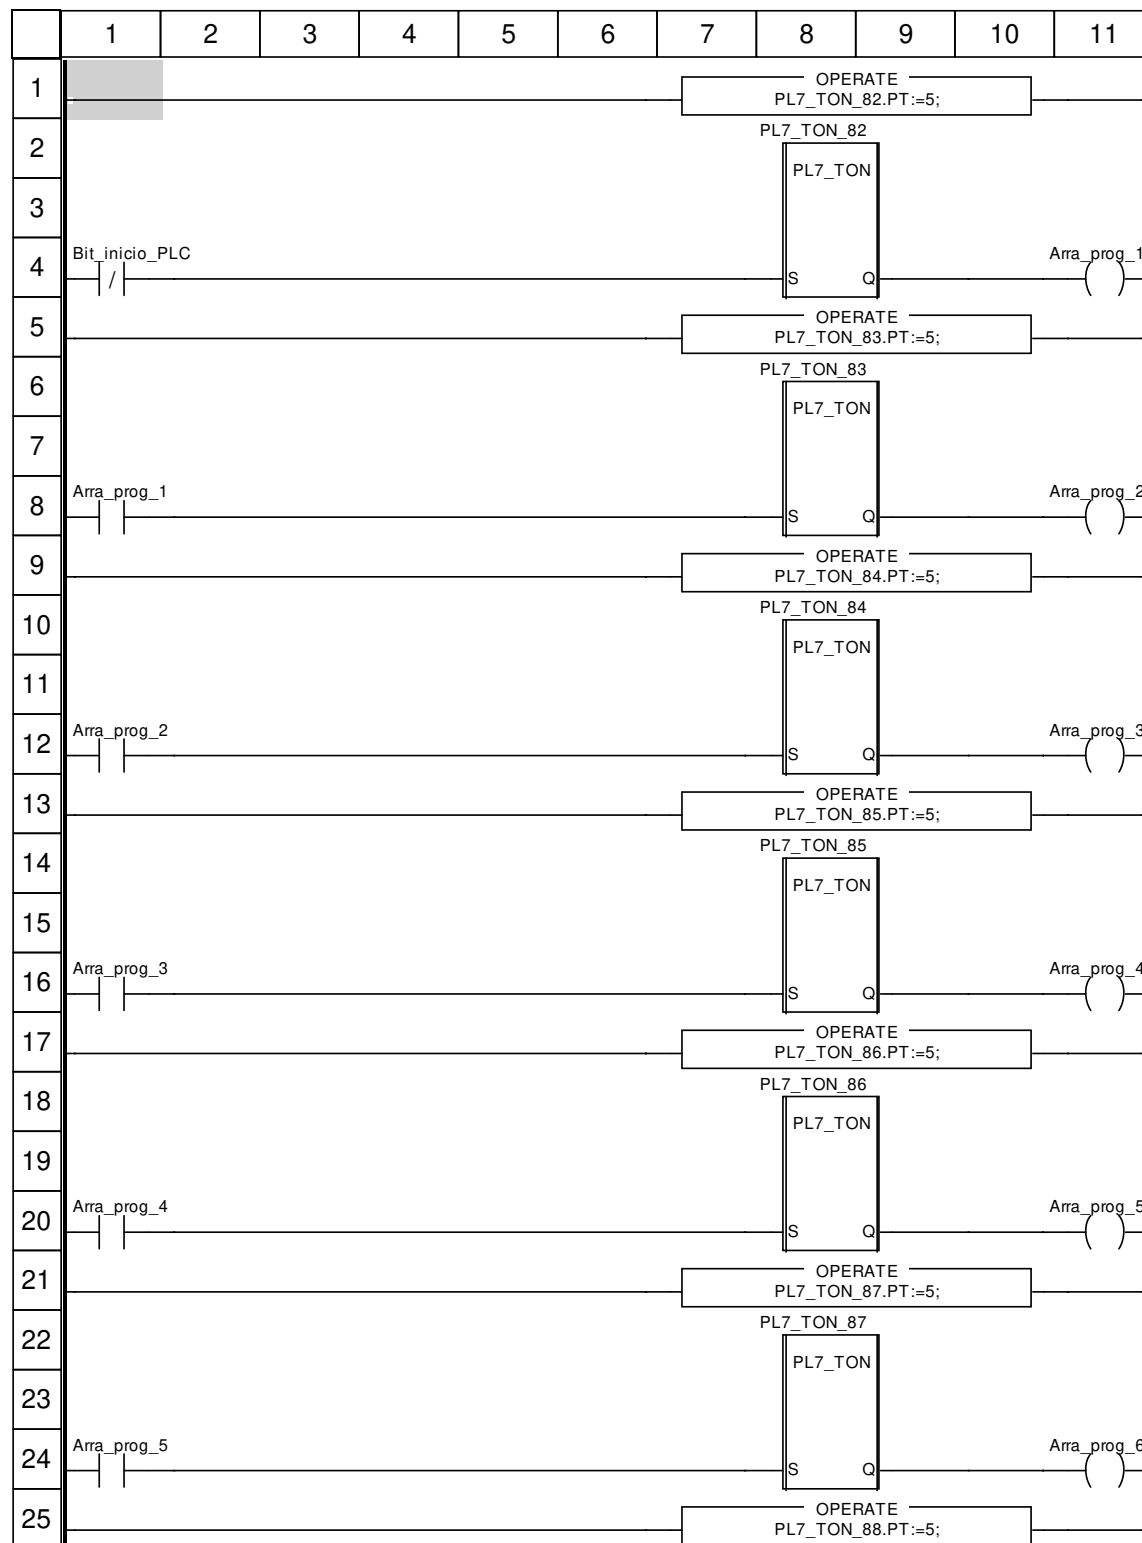 1 2 3 4 5 6 7 8 9 10 11
1
OPERATE
PL7_TON_82.PT:=5;
2
PL7_TON_82
PL7_TON
3
Bit_inicio_PLC
Arra_prog_1
4
/
S Q
5
OPERATE
PL7_TON_83.PT:=5;
6
PL7_TON_83
PL7_TON
7
Arra_prog_1
Arra_prog_2
8
S Q
9
OPERATE
PL7_TON_84.PT:=5;
10
PL7_TON_84
PL7_TON
11
Arra_prog_2
Arra_prog_3
12
S Q
13
OPERATE
PL7_TON_85.PT:=5;
14
PL7_TON_85
PL7_TON
15
Arra_prog_3
Arra_prog_4
16
S Q
17
OPERATE
PL7_TON_86.PT:=5;
18
PL7_TON_86
PL7_TON
19
Arra_prog_4
Arra_prog_5
20
S Q
21
OPERATE
PL7_TON_87.PT:=5;
22
PL7_TON_87
PL7_TON
23
Arra_prog_5
Arra_prog_6
24
S Q
25
OPERATE
PL7_TON_88.PT:=5;